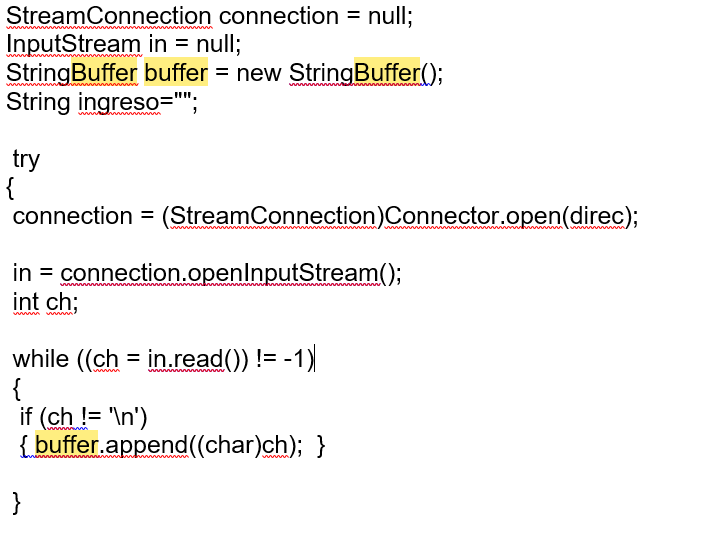 StreamConnection connection = null;
InputStream in = null;
StringBuffer buffer = new StringBuffer();
String ingreso="";
try
{
connection = (StreamConnection)Connector.open(direc);
in = connection.openInputStream();
int ch;
while ((ch = in.read()) != -1)
{
if (ch != '\n')
{ buffer.append((char)ch);  }
}